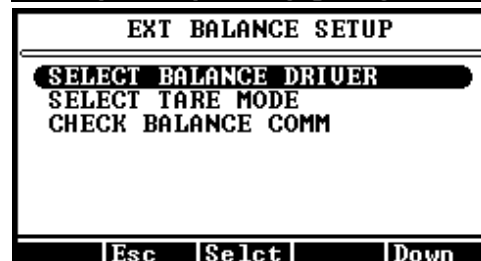 EXT BALANCE SETUP
SELECT BALANCE DRIVER
SELECT TARE MODE
CHECK BALANCE COMM
Esc Selct Down